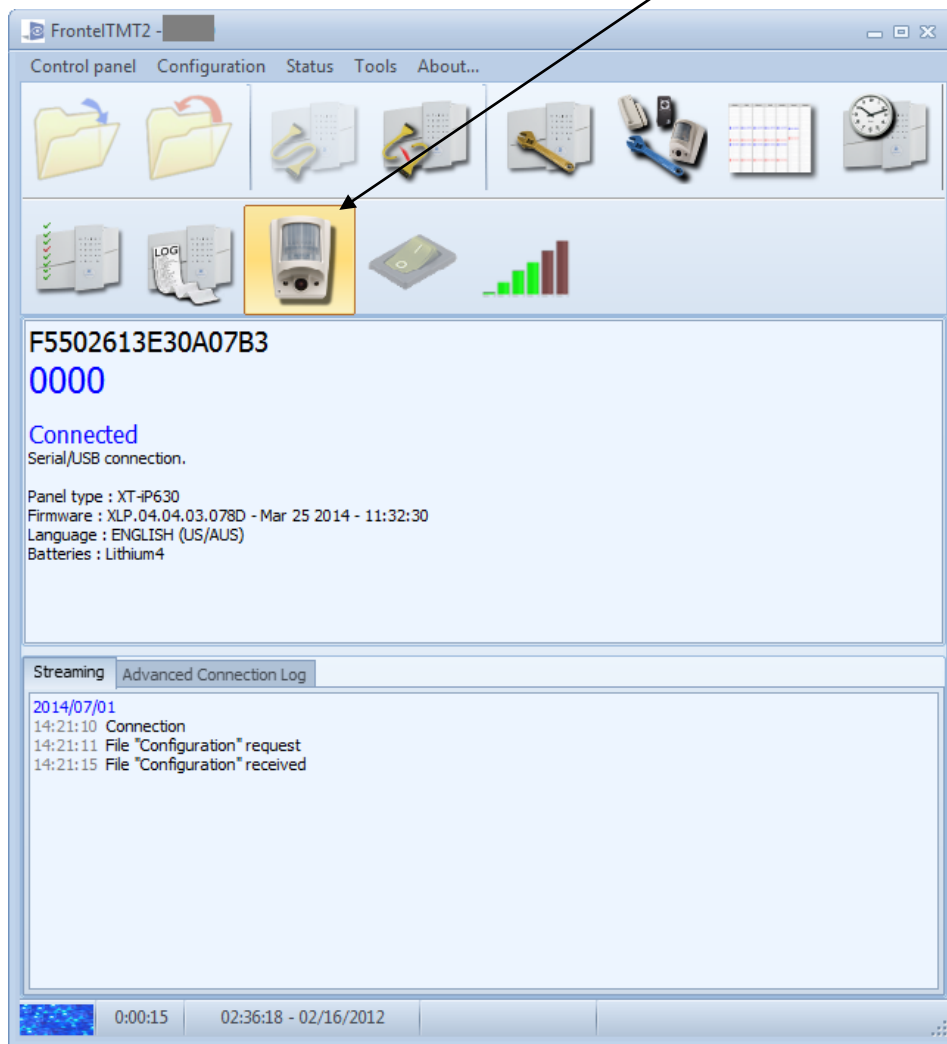 FrontelTMT2 -
Control panel Configuration Status Tools About...
LOG
F5502613E30A07B3
0000
Connected
Serial/USB connection.
Panel type : XT-iP630
Firmware : XLP.04.04.03.078D - Mar 25 2014 - 11:32:30
Language : ENGLISH (US/AUS)
Batteries : Lithium4
Streaming Advanced Connection Log
2014/07/01
14:21:10 Connection
14:21:11 File "Configuration" request
14:21:15 File "Configuration" received
0:00:15 02:36:18 - 02/16/2012